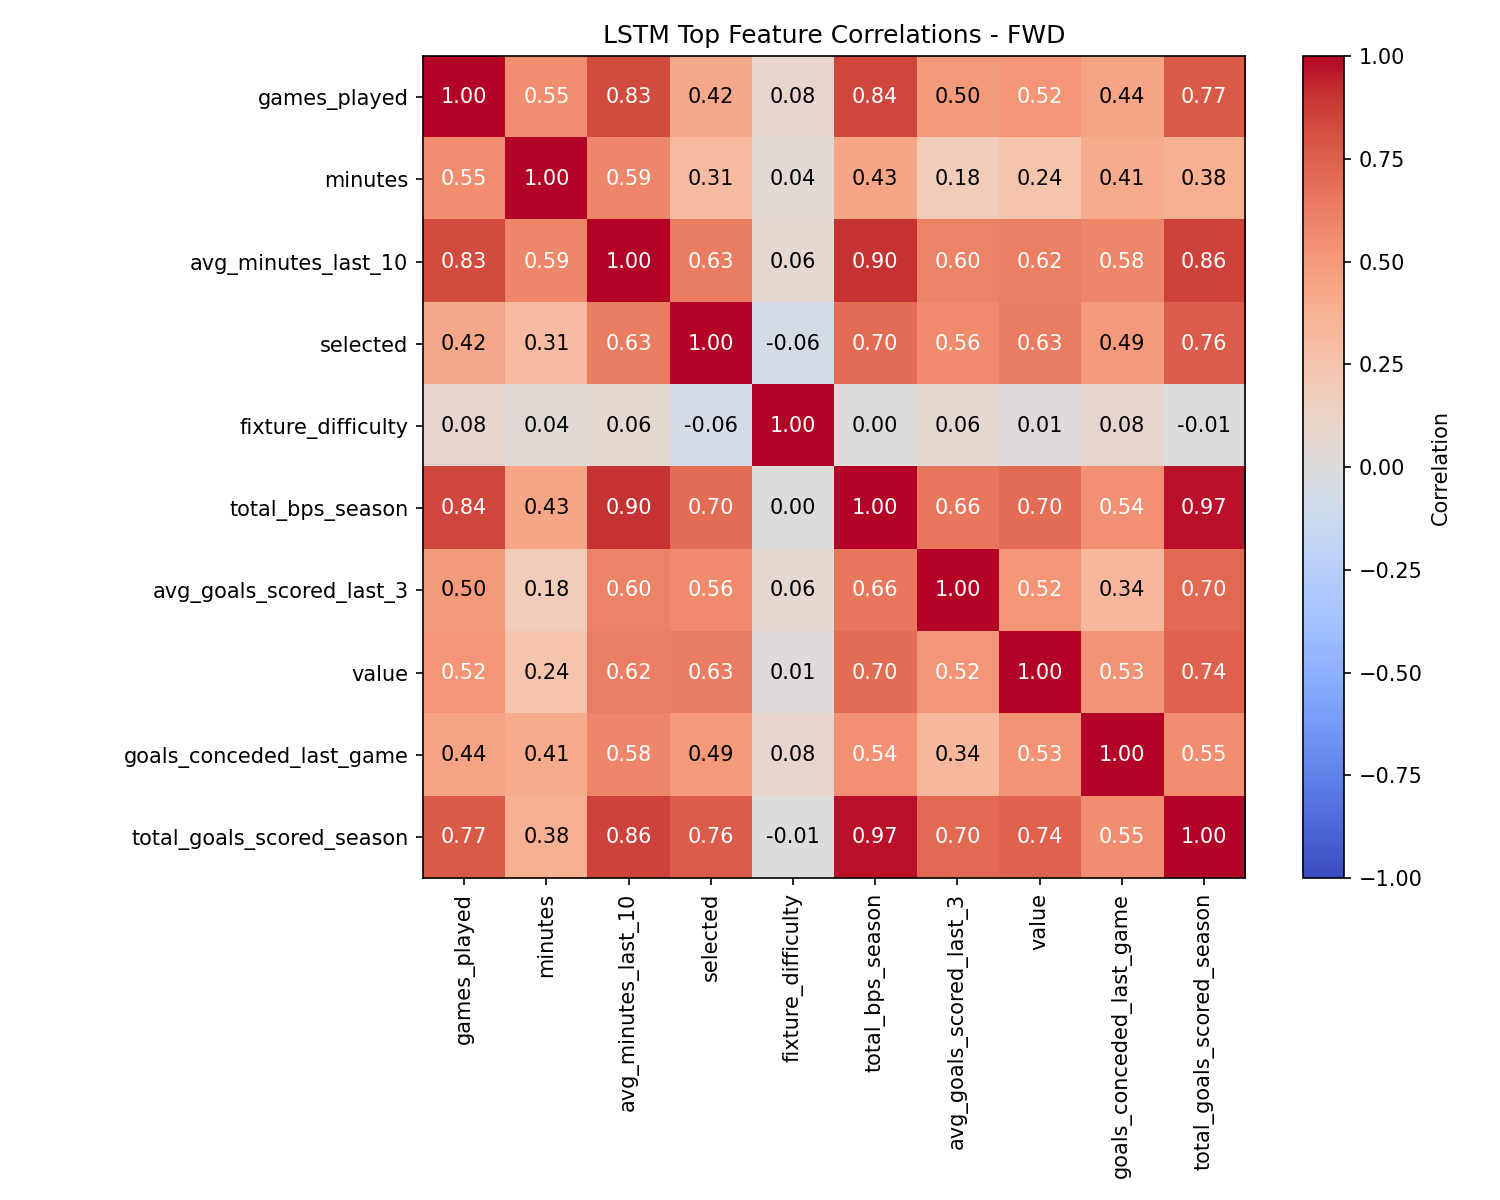 LSTM Top Feature Correlations - FWD
games_played 1.00 0.55 0.83 0.42 0.08 0.84 0.50 0.52 0.44 0.77
minutes 0.55 1.00 0.59 0.31 0.04 0.43 0.18 0.24 0.41 0.38
avg_minutes_last_10 0.83 0.59 1.00 0.63 0.06 0.90 0.60 0.62 0.58 0.86
selected 0.42 0.31 0.63 1.00 -0.06 0.70 0.56 0.63 0.49 0.76
fixture_difficulty 0.08 0.04 0.06 -0.06 1.00 0.00 0.06 0.01 0.08 -0.01
total_bps_season 0.84 0.43 0.90 0.70 0.00 1.00 0.66 0.70 0.54 0.97
avg_goals_scored_last_3 0.50 0.18 0.60 0.56 0.06 0.66 1.00 0.52 0.34 0.70
value 0.52 0.24 0.62 0.63 0.01 0.70 0.52 1.00 0.53 0.74
goals_conceded_last_game 0.44 0.41 0.58 0.49 0.08 0.54 0.34 0.53 1.00 0.55
total_goals_scored_season 0.77 0.38 0.86 0.76 -0.01 0.97 0.70 0.74 0.55 1.00
games_played
minutes
avg_minutes_last_10
selected
fixture_difficulty
total_bps_season
avg_goals_scored_last_3
value
goals_conceded_last_game
total_goals_scored_season
1.00
0.75
0.50
0.25
0.00
−0.25
−0.50
−0.75
−1.00
Correlation